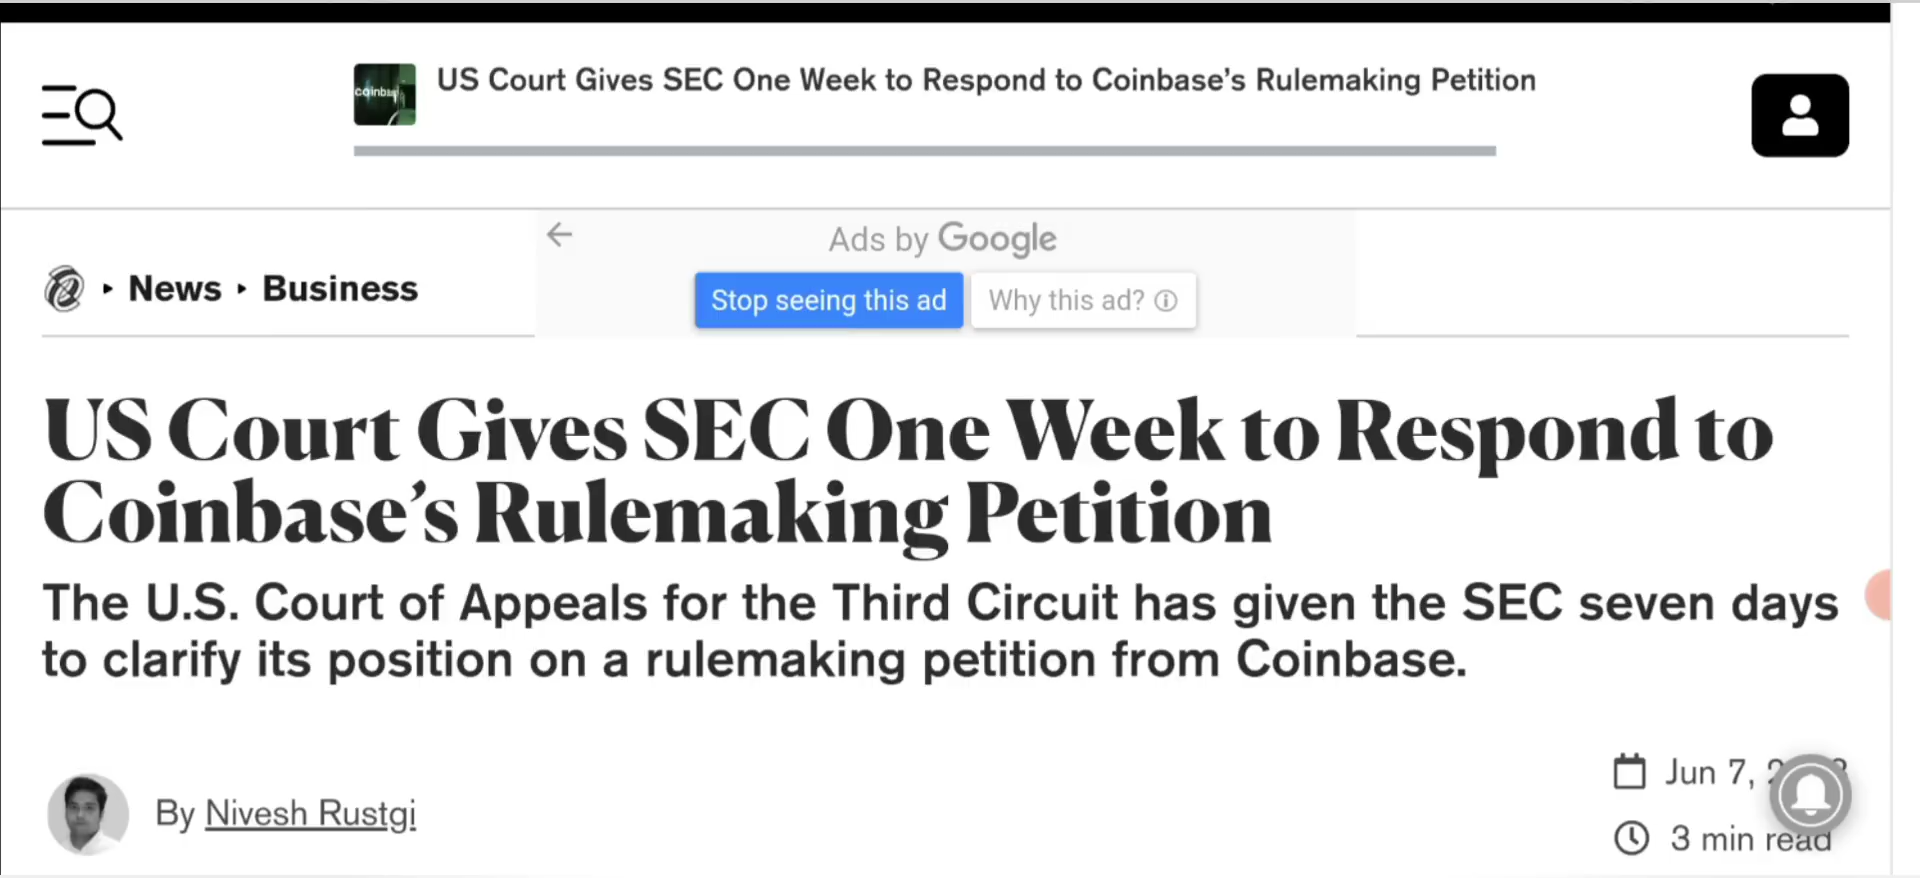 coinbase
US Court Gives SEC One Week to Respond to Coinbase’s Rulemaking Petition
Ads by Google
Stop seeing this ad
Why this ad?
News ‣ Business
US Court Gives SEC One Week to Respond to
Coinbase’s Rulemaking Petition
The U.S. Court of Appeals for the Third Circuit has given the SEC seven days
to clarify its position on a rulemaking petition from Coinbase.
By Nivesh Rustgi
Jun 7,
3 min read